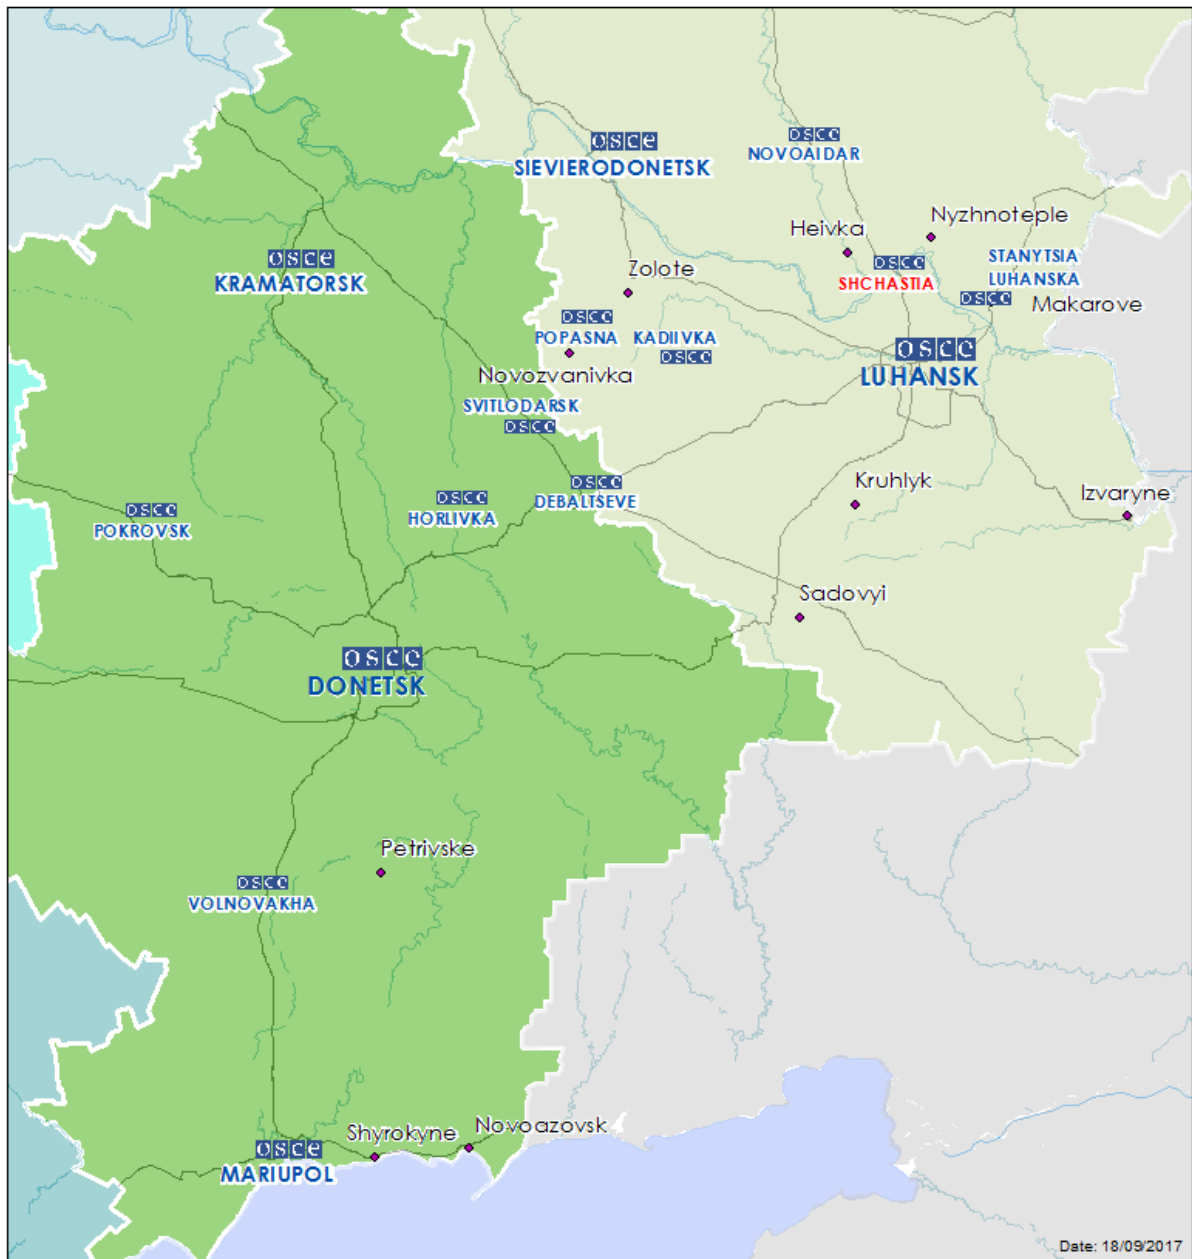 OSCE
NOVOAIDAR
OSCE
SIEVIERODONETSK
Nyzhnoteple
Heivka
OSCE
SHCHASTIA
STANYTSIA
LUHANSKA
OSCE
Makarove
OSCE
KRAMATORSK
Zolote
OSCE
POPASNA
KADIIVKA
OSCE
OSCE
LUHANSK
Novozvanivka
SVITLODARSK
OSCE
OSCE
DEBALTSEVE
Kruhlyk
Izvaryne
OSCE
HORLIVKA
OSCE
POKROVSK
Sadovyi
OSCE
DONETSK
Petrivske
OSCE
VOLNOVAKHA
Novoazovsk
Shyrokyne
OSCE
MARIUPOL
Date: 18/09/2017